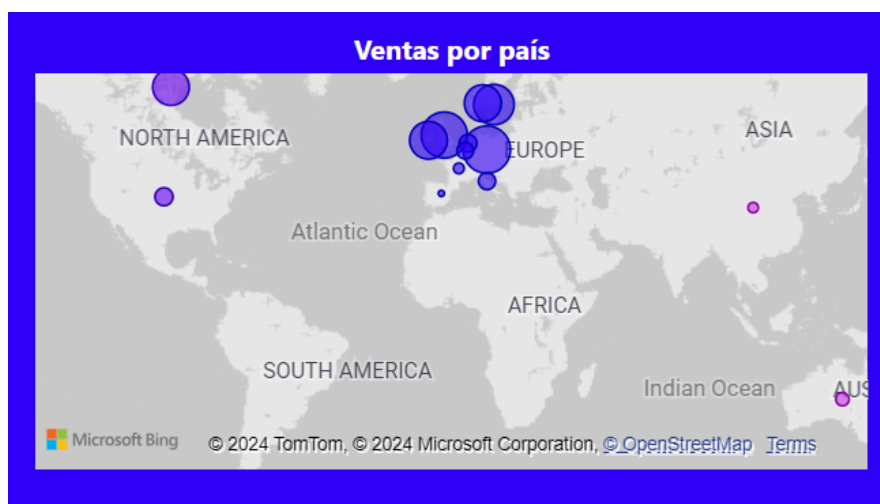 Ventas por país
NORTH AMERICA
ASIA
EUROPE
Atlantic Ocean
AFRICA
SOUTH AMERICA
Indian Ocean
AUS
Microsoft Bing
© 2024 TomTom, © 2024 Microsoft Corporation, © OpenStreetMap Terms